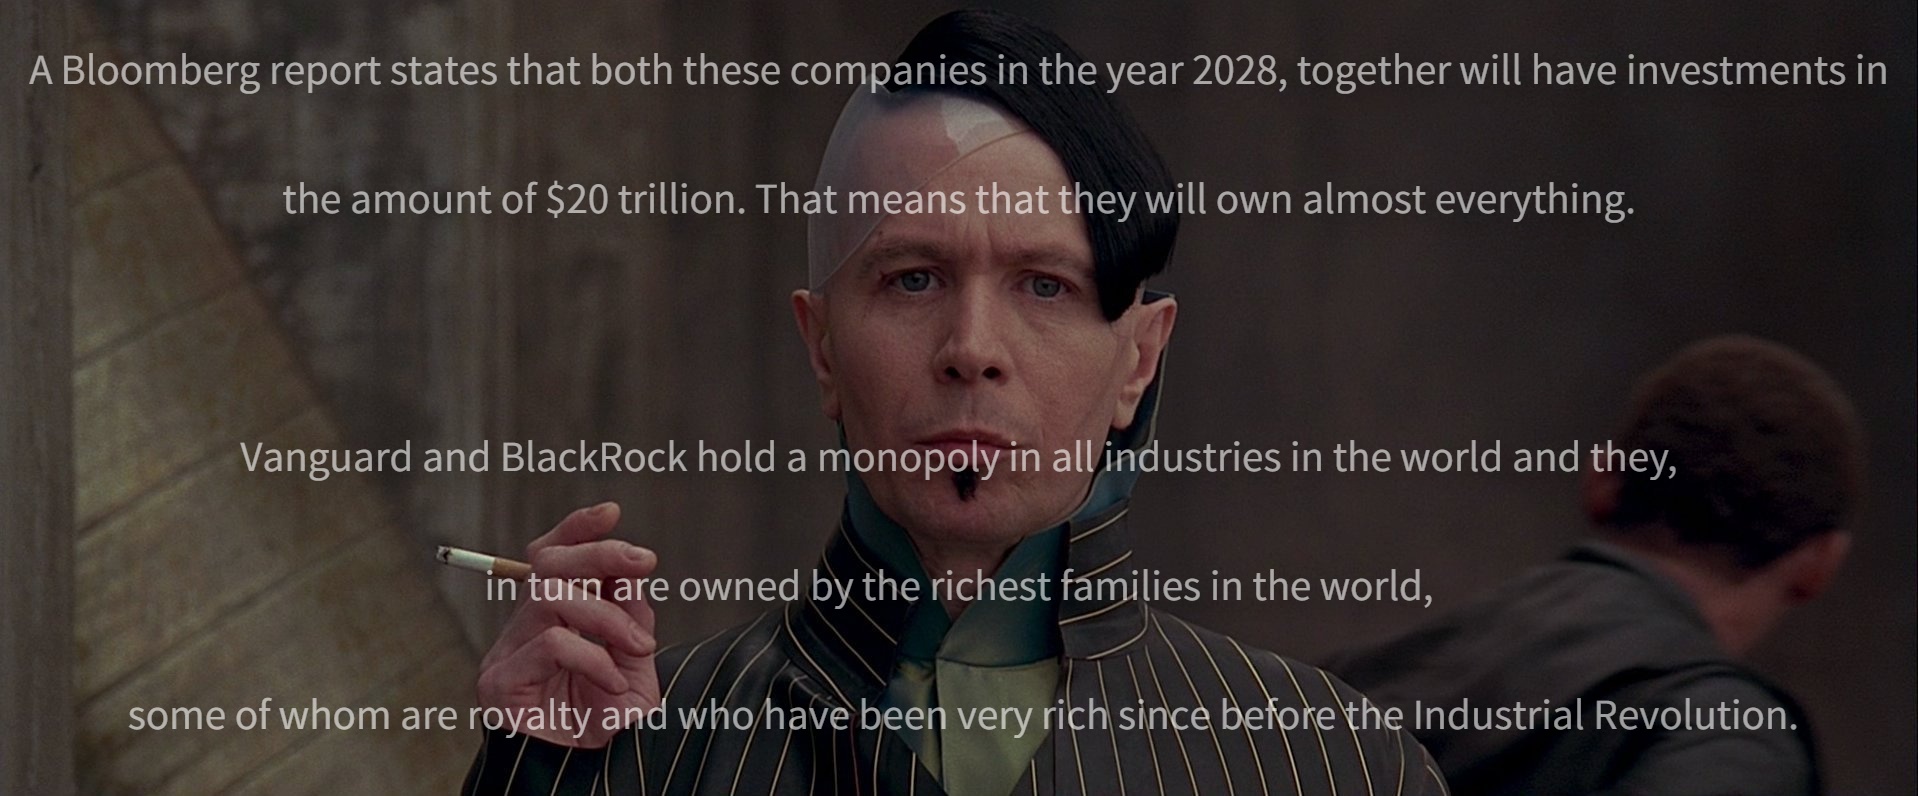 A Bloomberg report states that both these companies in the year 2028, together will have investments in
the amount of $20 trillion. That means that they will own almost everything.
Vanguard and BlackRock hold a monopoly in all industries in the world and they,
in turn are owned by the richest families in the world,
some of whom are royalty and who have been very rich since before the Industrial Revolution.